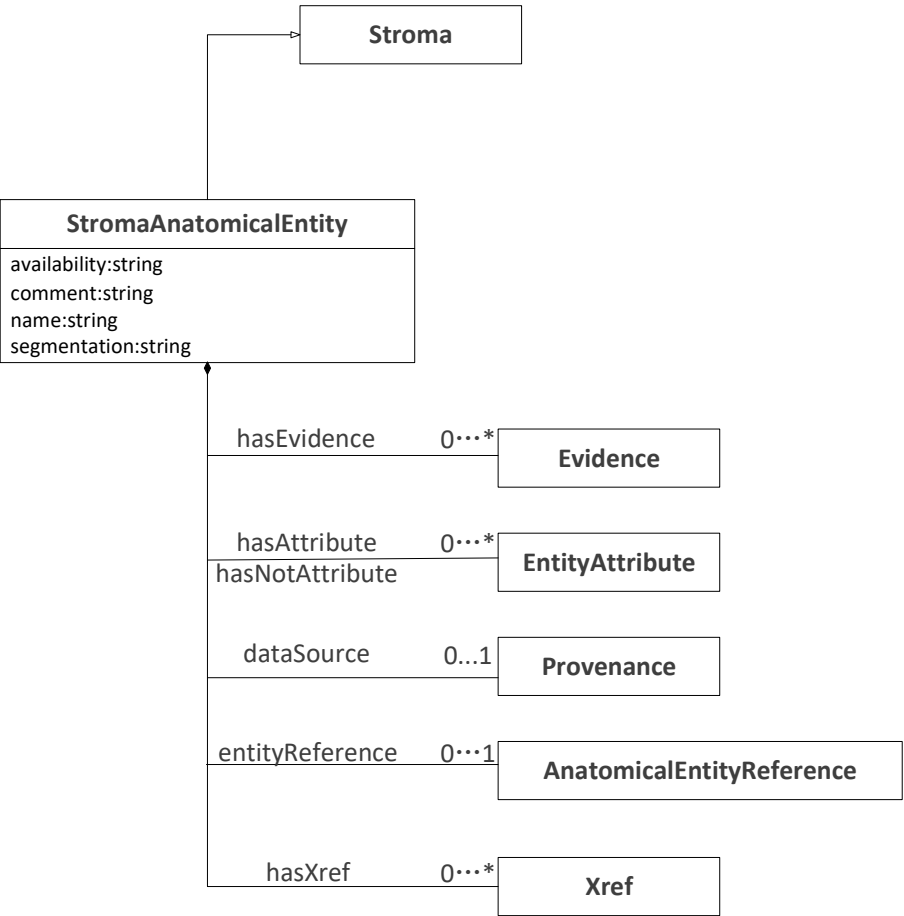 Stroma
StromaAnatomicalEntity
availability:string
comment:string
name:string
segmentation:string
hasEvidence 0···*
Evidence
hasAttribute 0···*
hasNotAttribute
EntityAttribute
dataSource 0...1
Provenance
entityReference 0···1
AnatomicalEntityReference
hasXref 0···*
Xref